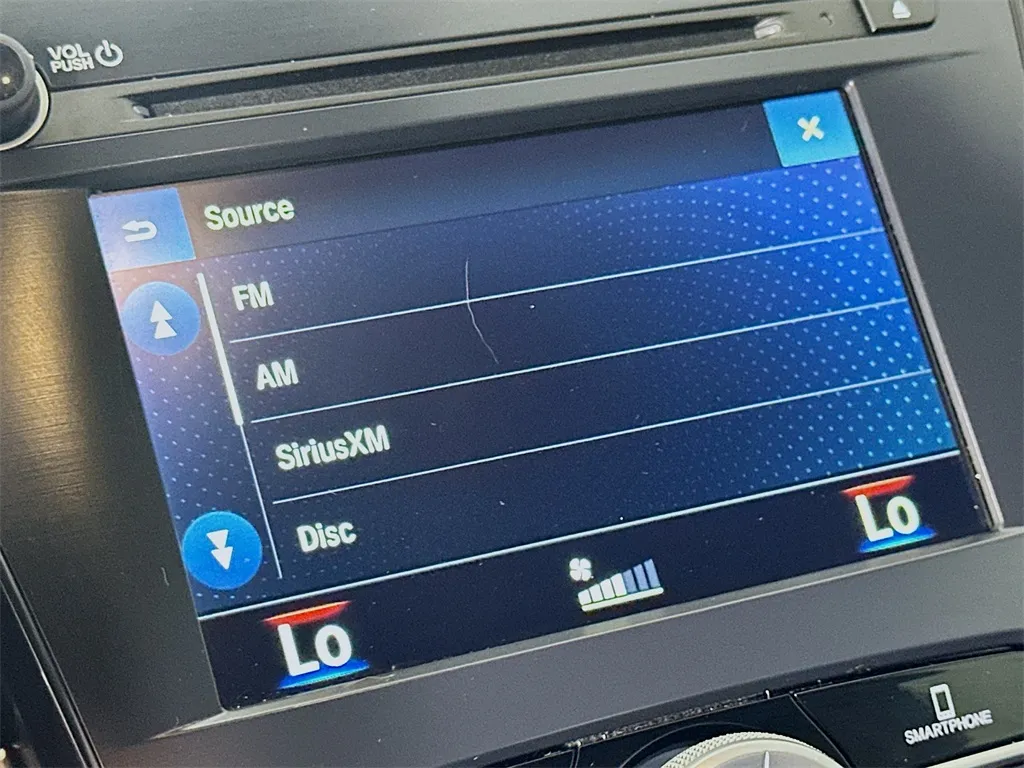 VOL
PUSH
Source
FM
AM
SiriusXM
Disc
Lo
Lo
SMARTPHONE